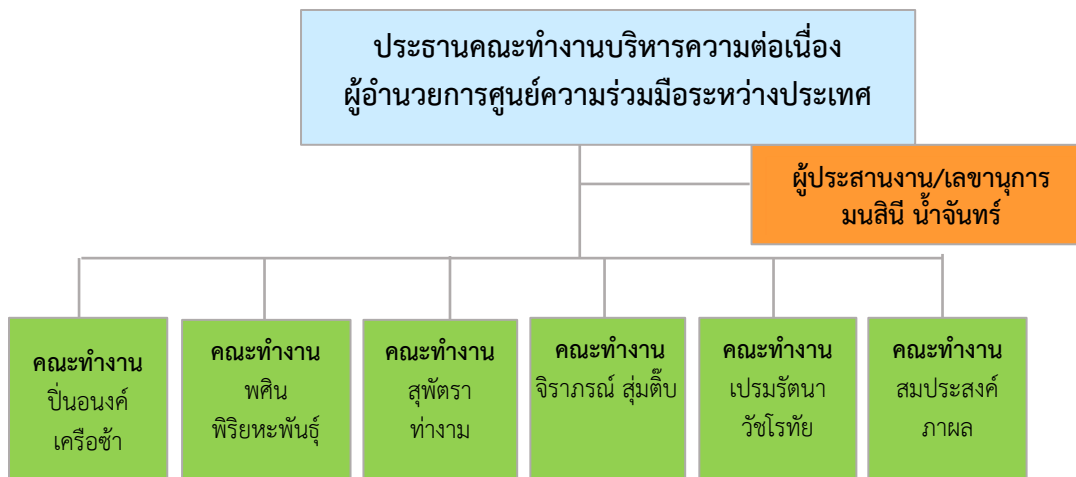 ประธานคณะทำงานบริหารความต่อเนื่อง
ผู้อำนวยการศูนย์ความร่วมมือระหว่างประเทศ
ผู้ประสานงาน/เลขานุการ
มนสินี น้ำจันทร์
คณะทำงาน
ปิ่นอนงค์
เครือซ้า
คณะทำงาน
พศิน
พิริยหะพันธุ์
คณะทำงาน
สุพัตรา
ท่างาม
คณะทำงาน
จิราภรณ์ สุ่มติ๊บ
คณะทำงาน
เปรมรัตนา
วัชโรทัย
คณะทำงาน
สมประสงค์
ภาผล